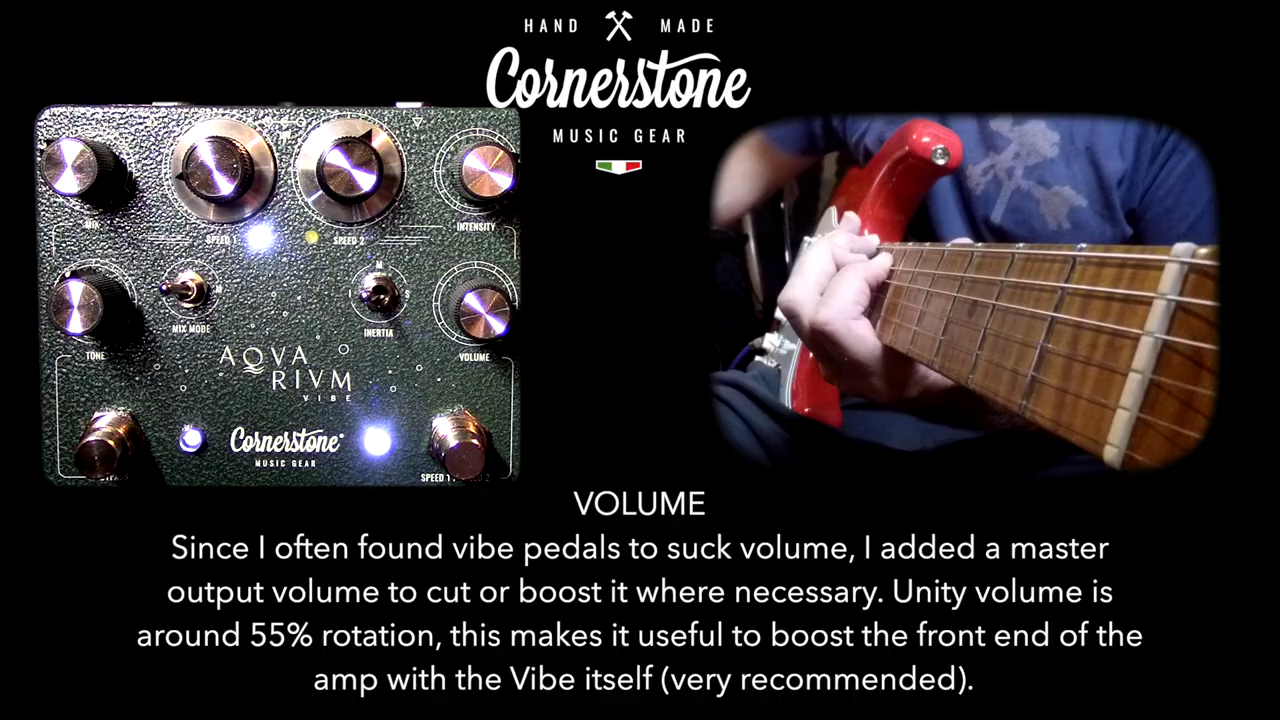 HAND MADE
Cornerstone
MUSIC GEAR
MIX
SPEED 1
SPEED 2
INTENSITY
TONE
MIX MODE
INERTIA
VOLUME
AQVA
RIVM
VIBE
Cornerstone
MUSIC GEAR
VOLUME
Since I often found vibe pedals to suck volume, I added a master
output volume to cut or boost it where necessary. Unity volume is
around 55% rotation, this makes it useful to boost the front end of the
amp with the Vibe itself (very recommended).